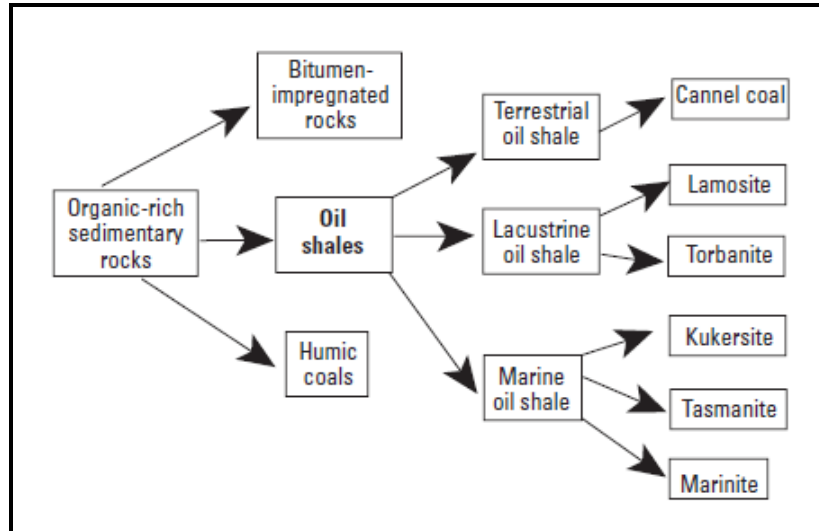 Bitumen-
impregnated
rocks
Organic-rich
sedimentary
rocks
Oil
shales
Humic
coals
Terrestrial
oil shale
Lacustrine
oil shale
Marine
oil shale
Cannel coal
Lamosite
Torbanite
Kukersite
Tasmanite
Marinite